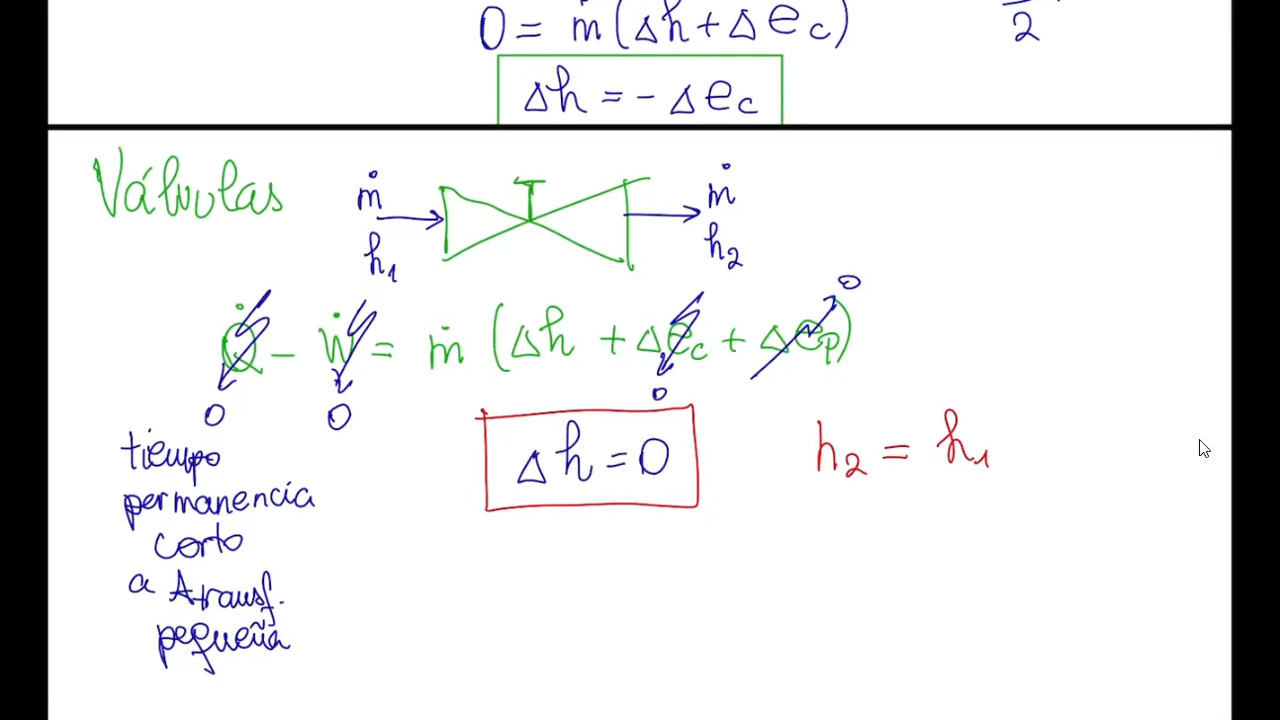 0 = ṁ (Δh + Δec)
2
Δh = - Δec
Válvulas
ṁ
h1
ṁ
h2
Q̇ - Ẇ = ṁ (Δh + Δec + Δep)
0
0
0
0
Δh = 0
h2 = h1
tiempo
permanencia
corto
a Atransf.
pequeña